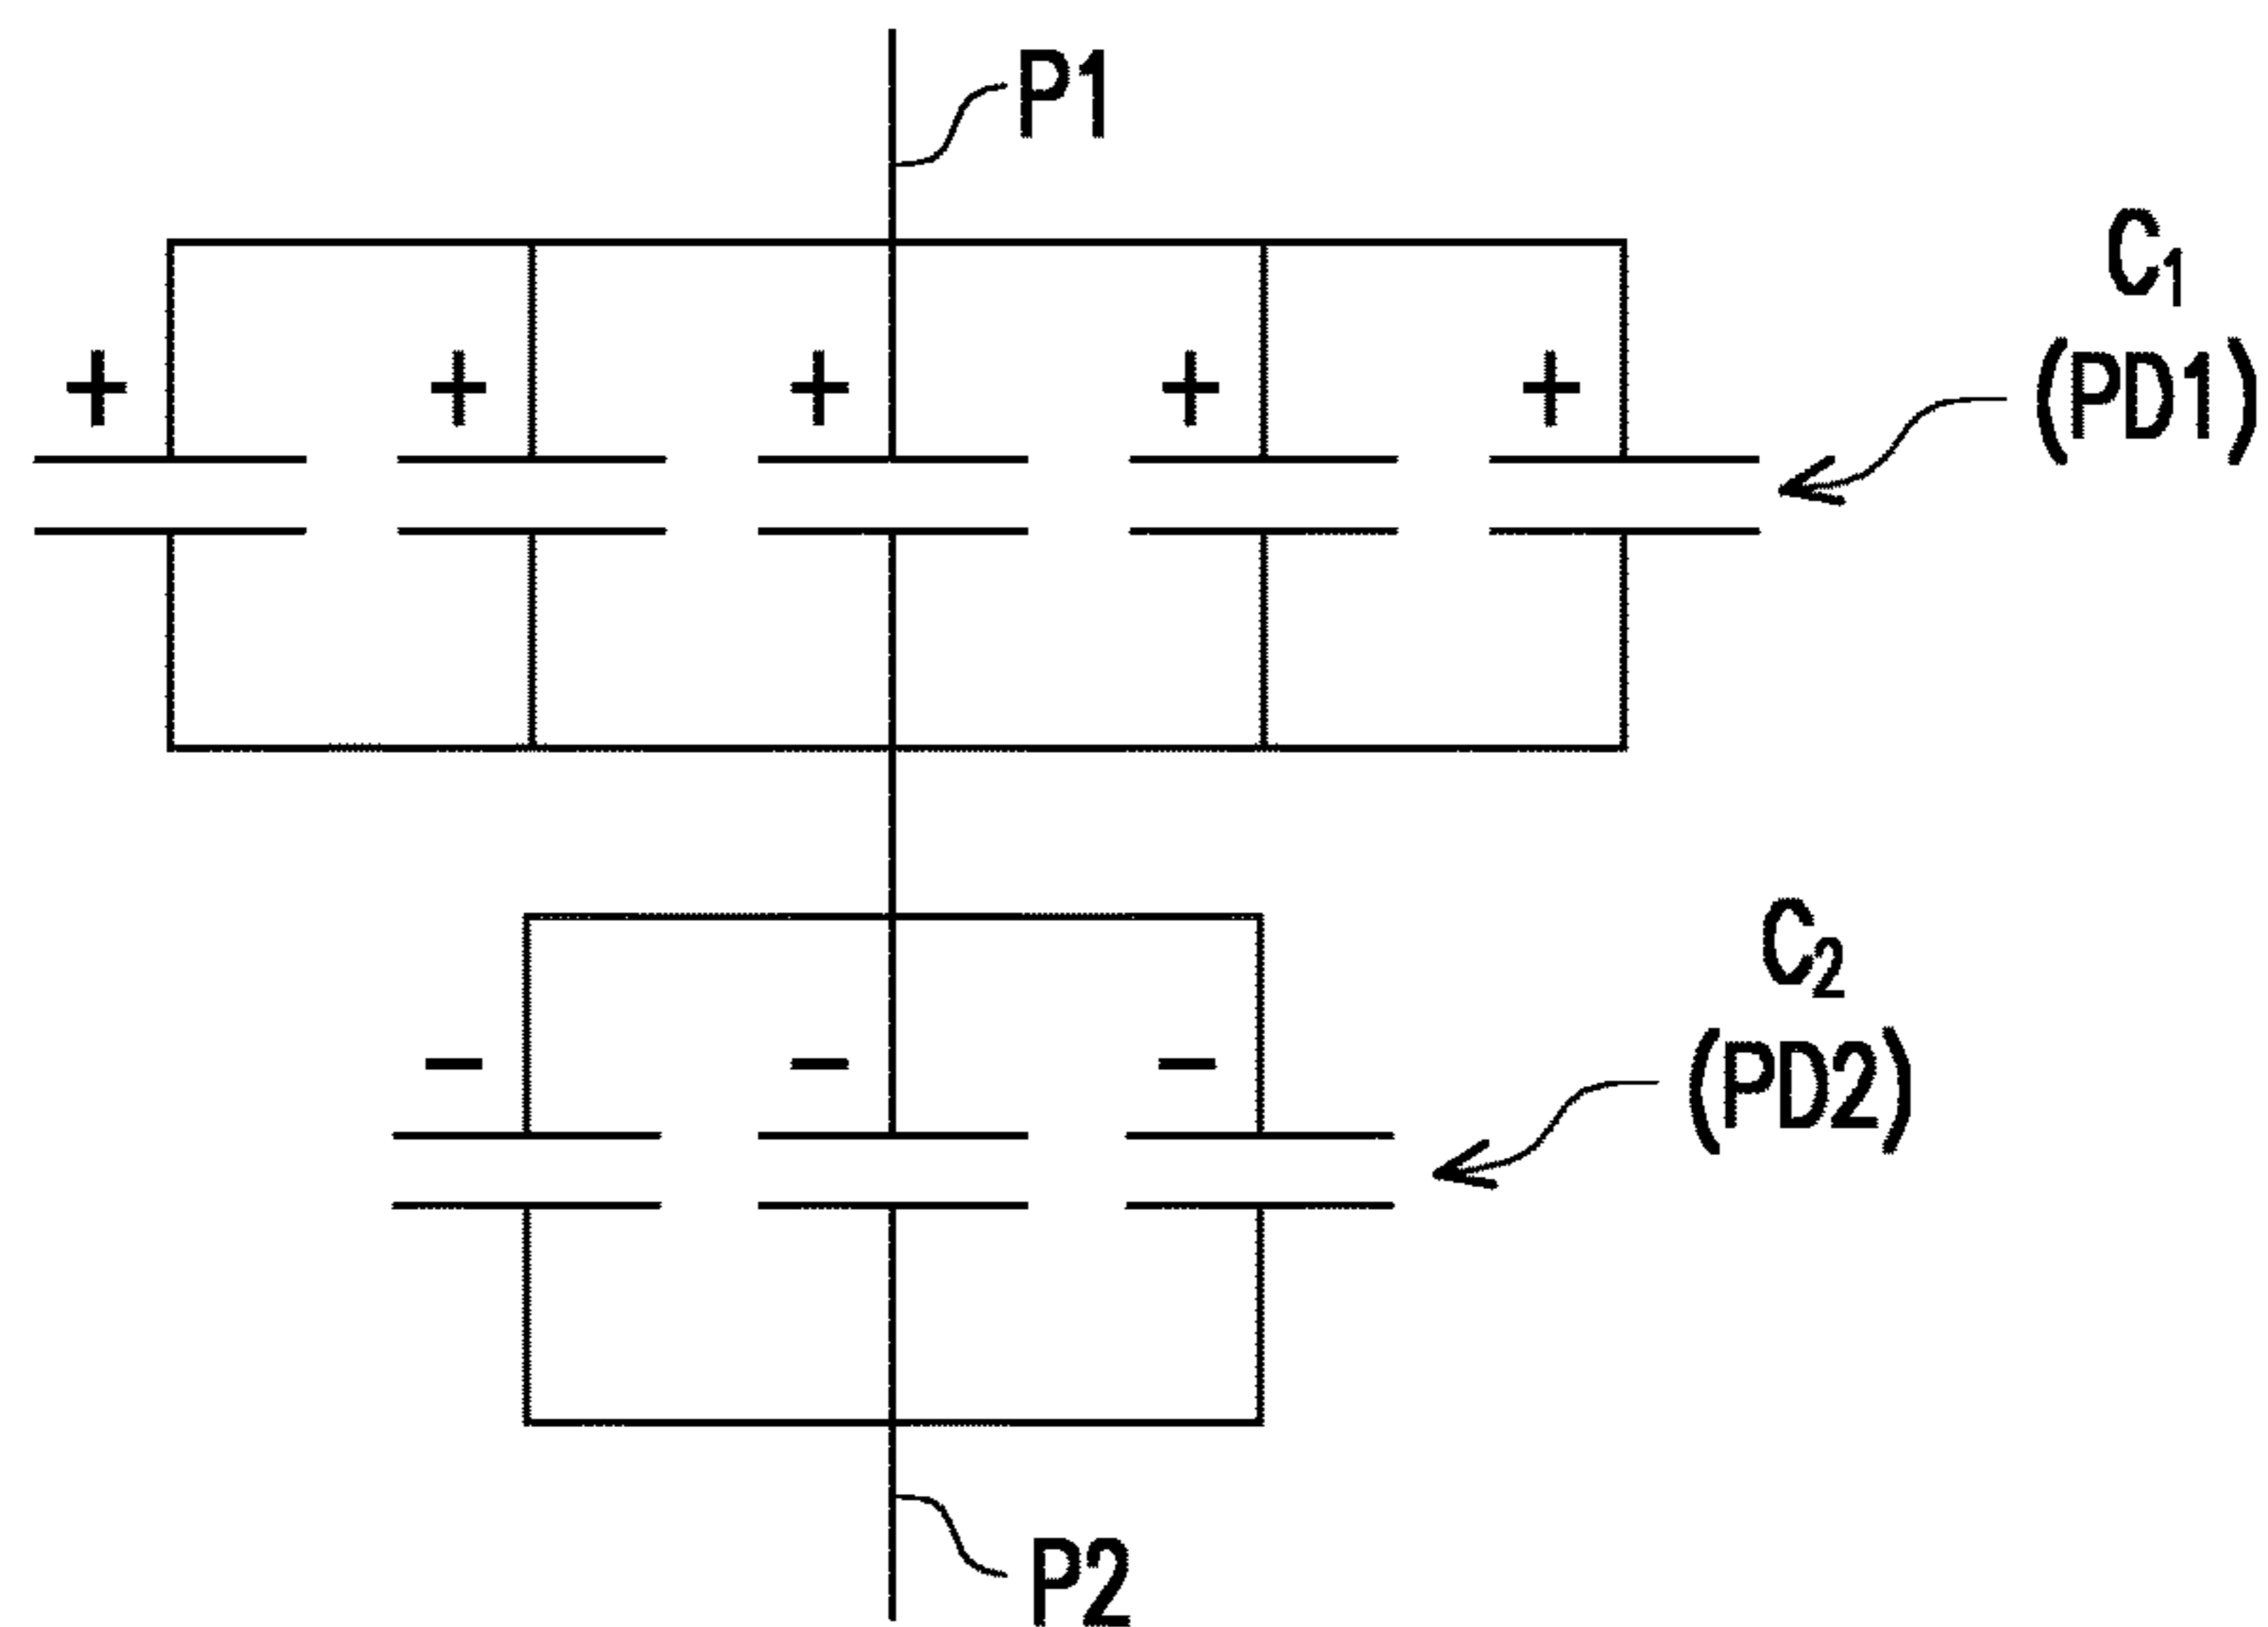 P1
C₁
(PD1)
+ + + + +
C₂
(PD2)
− − −
P2